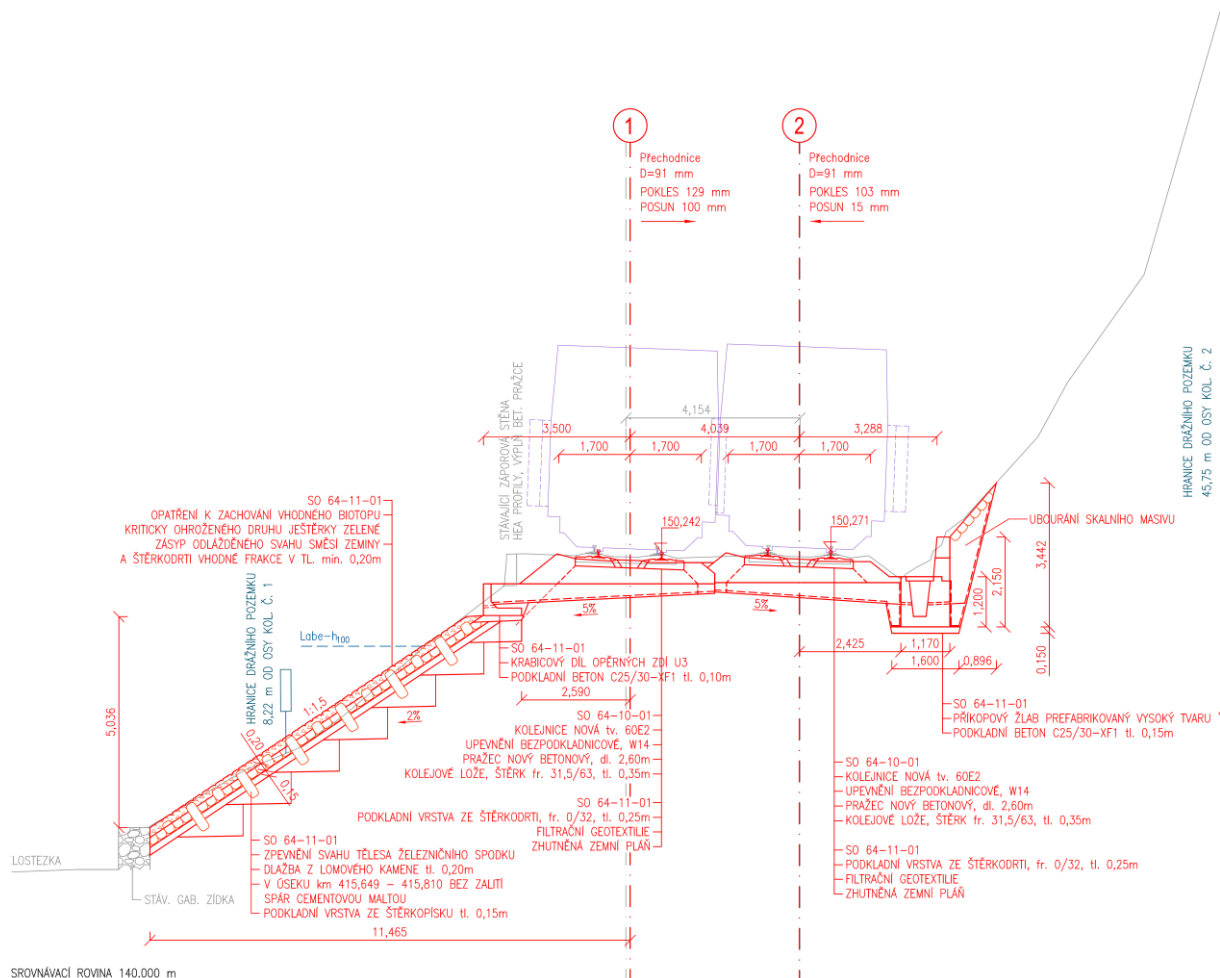 1
2
Přechodnice
D=91 mm
POKLES 129 mm
POSUN 100 mm
Přechodnice
D=91 mm
POKLES 103 mm
POSUN 15 mm
HRANICE DRÁŽNÍHO POZEMKU
45,75 m OD OSY KOL. Č. 2
STÁVAJÍCÍ ZÁPOROVÁ STĚNA
HEA PROFILY, VÝPLŇ BET. PRAŽCE
4,154
3,500
4,039
3,288
1,700
1,700
1,700
1,700
150,242
150,271
SO 64-11-01
OPATŘENÍ K ZACHOVÁNÍ VHODNÉHO BIOTOPU
KRITICKY OHROŽENÉHO DRUHU JEŠTĚRKY ZELENÉ
ZÁSYP ODLÁŽDĚNÉHO SVAHU SMĚSÍ ZEMINY
A ŠTĚRKODRTI VHODNÉ FRAKCE V TL. min. 0,20m
UBOURÁNÍ SKALNÍHO MASIVU
3,442
2,150
1,200
0,150
HRANICE DRÁŽNÍHO POZEMKU
8,22 m OD OSY KOL. Č. 1
Labe-h100
5%
5%
2,425
1,170
1,600
0,896
SO 64-11-01
KRABICOVÝ DÍL OPĚRNÝCH ZDÍ U3
PODKLADNÍ BETON C25/30-XF1 tl. 0,10m
2,590
5,036
1:1,5
2%
0,20
0,15
SO 64-11-01
PŘÍKOPOVÝ ŽLAB PREFABRIKOVANÝ VYSOKÝ TVARU
PODKLADNÍ BETON C25/30-XF1 tl. 0,15m
SO 64-10-01
KOLEJNICE NOVÁ tv. 60E2
UPEVNĚNÍ BEZPODKLADNICOVÉ, W14
PRAŽEC NOVÝ BETONOVÝ, dl. 2,60m
KOLEJOVÉ LOŽE, ŠTĚRK fr. 31,5/63, tl. 0,35m
SO 64-11-01
PODKLADNÍ VRSTVA ZE ŠTĚRKODRTI, fr. 0/32, tl. 0,25m
FILTRAČNÍ GEOTEXTILIE
ZHUTNĚNÁ ZEMNÍ PLÁŇ
SO 64-10-01
KOLEJNICE NOVÁ tv. 60E2
UPEVNĚNÍ BEZPODKLADNICOVÉ, W14
PRAŽEC NOVÝ BETONOVÝ, dl. 2,60m
KOLEJOVÉ LOŽE, ŠTĚRK fr. 31,5/63, tl. 0,35m
SO 64-11-01
PODKLADNÍ VRSTVA ZE ŠTĚRKODRTI, fr. 0/32, tl. 0,25m
FILTRAČNÍ GEOTEXTILIE
ZHUTNĚNÁ ZEMNÍ PLÁŇ
SO 64-11-01
ZPEVNĚNÍ SVAHU TĚLESA ŽELEZNIČNÍHO SPODKU
DLAŽBA Z LOMOVÉHO KAMENE tl. 0,20m
V ÚSEKU km 415,649 – 415,810 BEZ ZALITÍ
SPÁR CEMENTOVOU MALTOU
PODKLADNÍ VRSTVA ZE ŠTĚRKOPÍSKU tl. 0,15m
LOSTEZKA
STÁV. GAB. ZÍDKA
11,465
SROVNÁVACÍ ROVINA 140.000 m